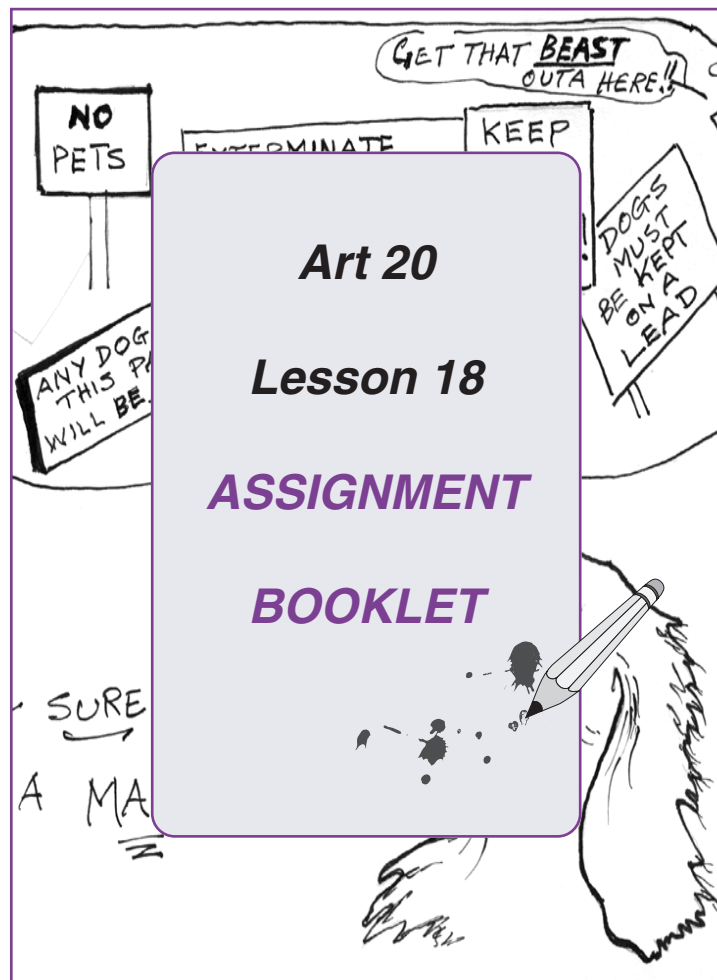 GET THAT BEAST
OUTA HERE!!
NO
PETS
EXTERMINATE
KEEP
!
DOGS
MUST
BE KEPT
ON A
LEAD
ANY DOG
THIS
WILL BE
Art 20
Lesson 18
ASSIGNMENT
BOOKLET
SURE
A